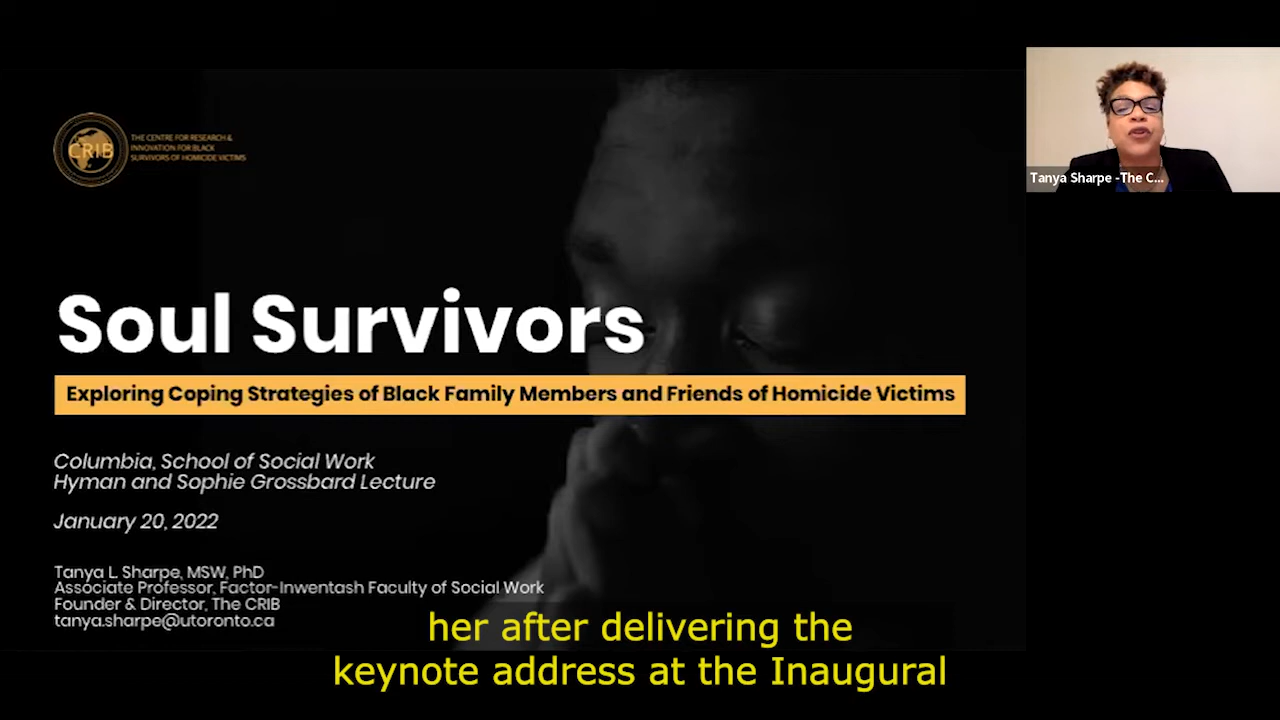 CRIB
THE CENTRE FOR RESEARCH &
INNOVATION FOR BLACK
SURVIVORS OF HOMICIDE VICTIMS
Tanya Sharpe -The C...
Soul Survivors
Exploring Coping Strategies of Black Family Members and Friends of Homicide Victims
Columbia, School of Social Work
Hyman and Sophie Grossbard Lecture
January 20, 2022
Tanya L Sharpe, MSW, PhD
Associate Professor, Factor-Inwentash Faculty of Social Work
Founder & Director, The CRIB
tanya.sharpe@utoronto.ca
her after delivering the
keynote address at the Inaugural